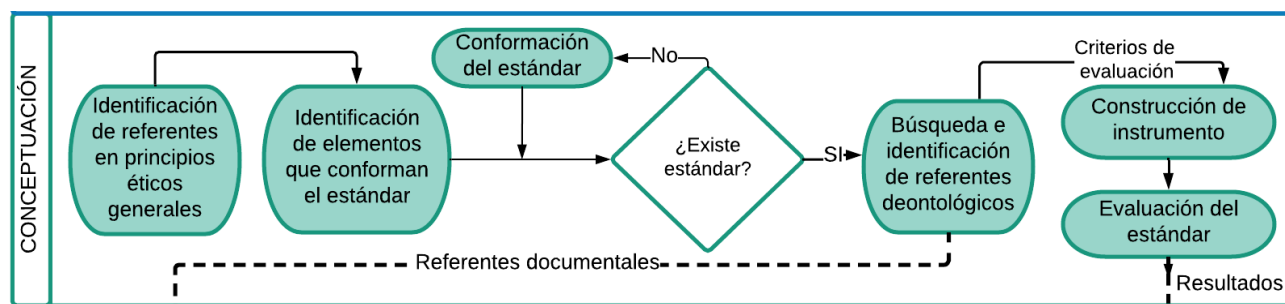 CONCEPTUACIÓN
Identificación
de referentes
en principios
éticos
generales
Identificación
de elementos
que conforman
el estándar
Conformación
del estándar
No
¿Existe
estándar?
SI
Búsqueda e
identificación
de referentes
deontológicos
Criterios de
evaluación
Construcción de
instrumento
Evaluación del
estándar
Referentes documentales
Resultados